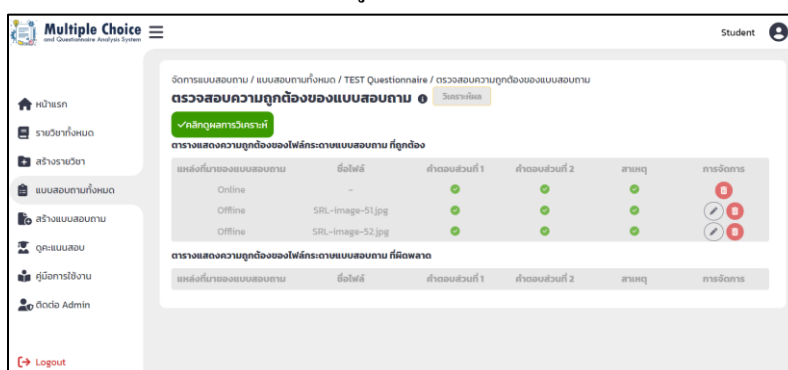 Multiple Choice
and Questionnaire Analysis System
Student
จัดการแบบสอบถาม / แบบสอบถามทั้งหมด / TEST Questionnaire / ตรวจสอบความถูกต้องของแบบสอบถาม
ตรวจสอบความถูกต้องของแบบสอบถาม วิเคราะห์ผล
คลิกดูผลการวิเคราะห์
ตารางแสดงความถูกต้องของไฟล์กระดาษแบบสอบถาม ที่ถูกต้อง
แหล่งที่มาของแบบสอบถาม ชื่อไฟล์ คำตอบส่วนที่ 1 คำตอบส่วนที่ 2 สาเหตุ การจัดการ
Online -
Offline SRL-image-51.jpg
Offline SRL-image-52.jpg
ตารางแสดงความถูกต้องของไฟล์กระดาษแบบสอบถาม ที่ผิดพลาด
แหล่งที่มาของแบบสอบถาม ชื่อไฟล์ คำตอบส่วนที่ 1 คำตอบส่วนที่ 2 สาเหตุ การจัดการ
หน้าแรก
รายวิชาทั้งหมด
สร้างรายวิชา
แบบสอบถามทั้งหมด
สร้างแบบสอบถาม
ดูคะแนนสอบ
คู่มือการใช้งาน
ติดต่อ Admin
Logout